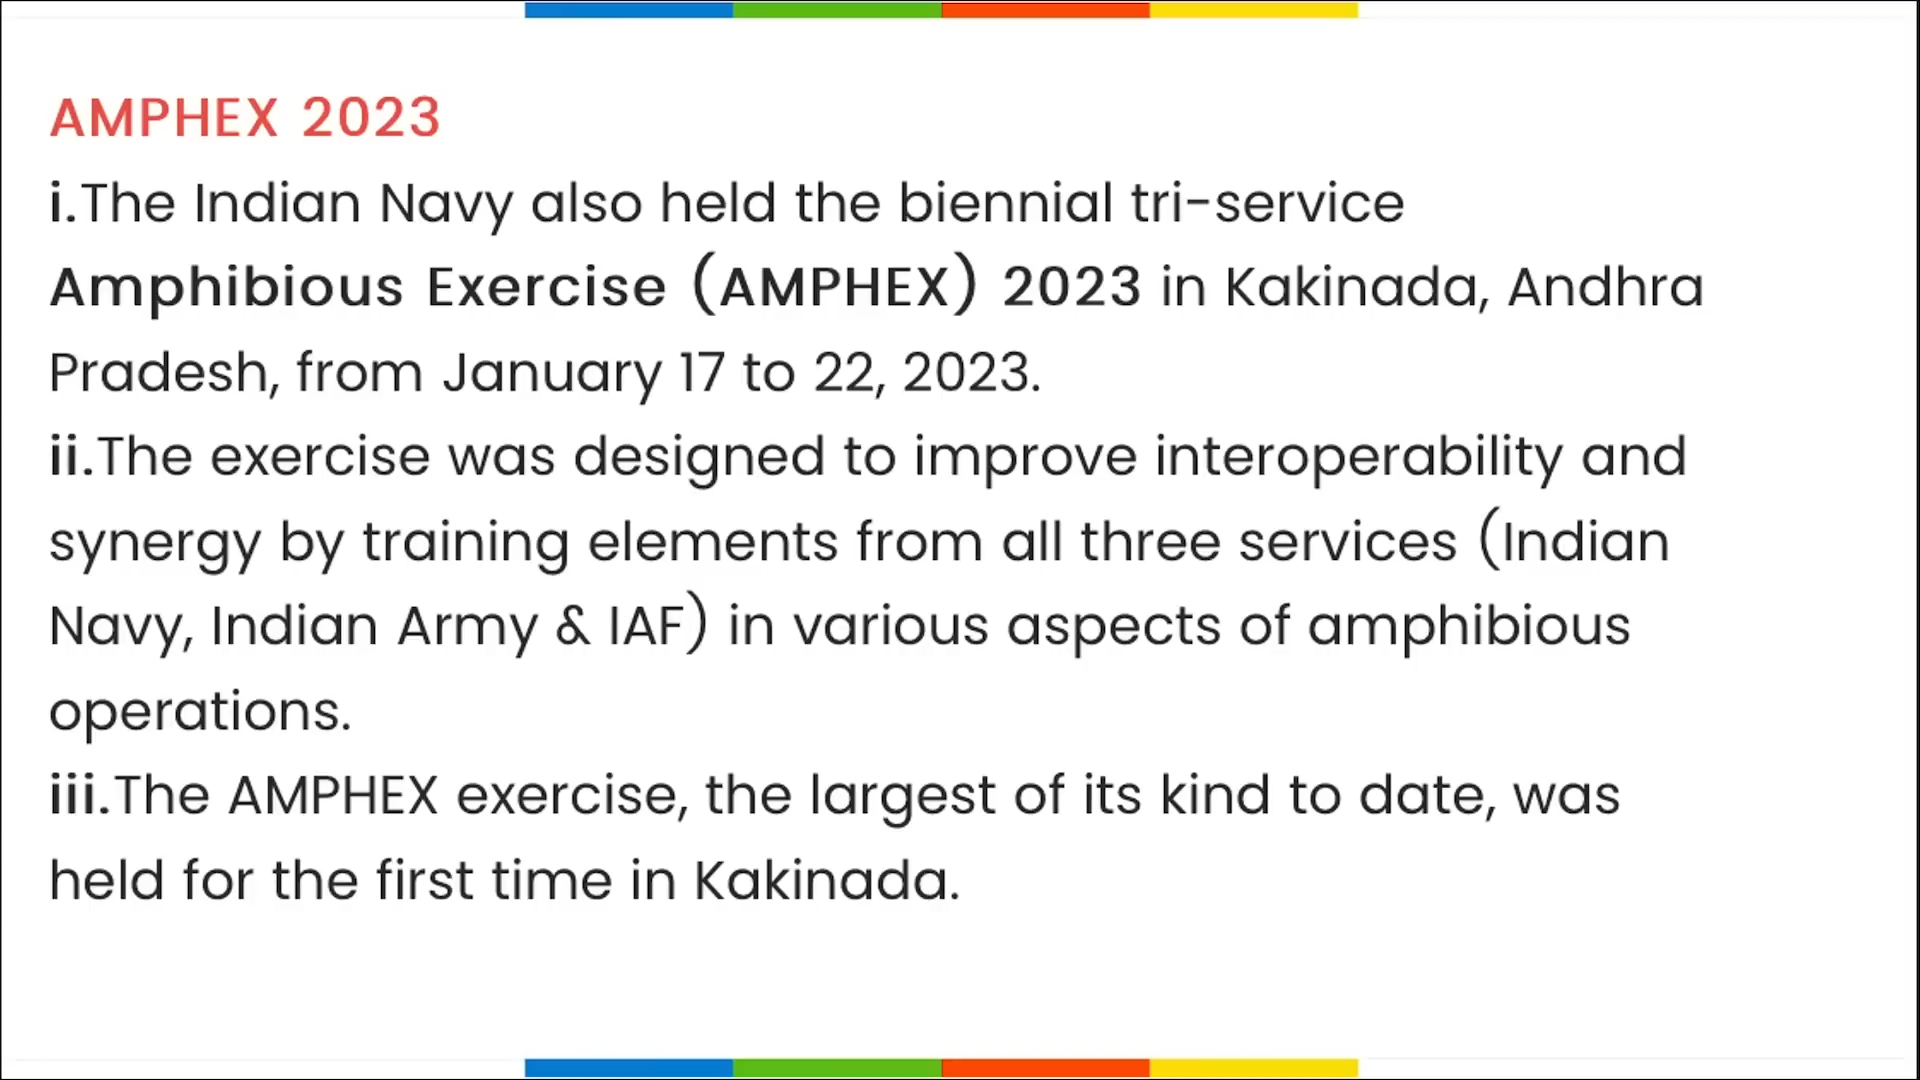 AMPHEX 2023
i.The Indian Navy also held the biennial tri-service
Amphibious Exercise (AMPHEX) 2023 in Kakinada, Andhra
Pradesh, from January 17 to 22, 2023.
ii.The exercise was designed to improve interoperability and
synergy by training elements from all three services (Indian
Navy, Indian Army & IAF) in various aspects of amphibious
operations.
iii.The AMPHEX exercise, the largest of its kind to date, was
held for the first time in Kakinada.